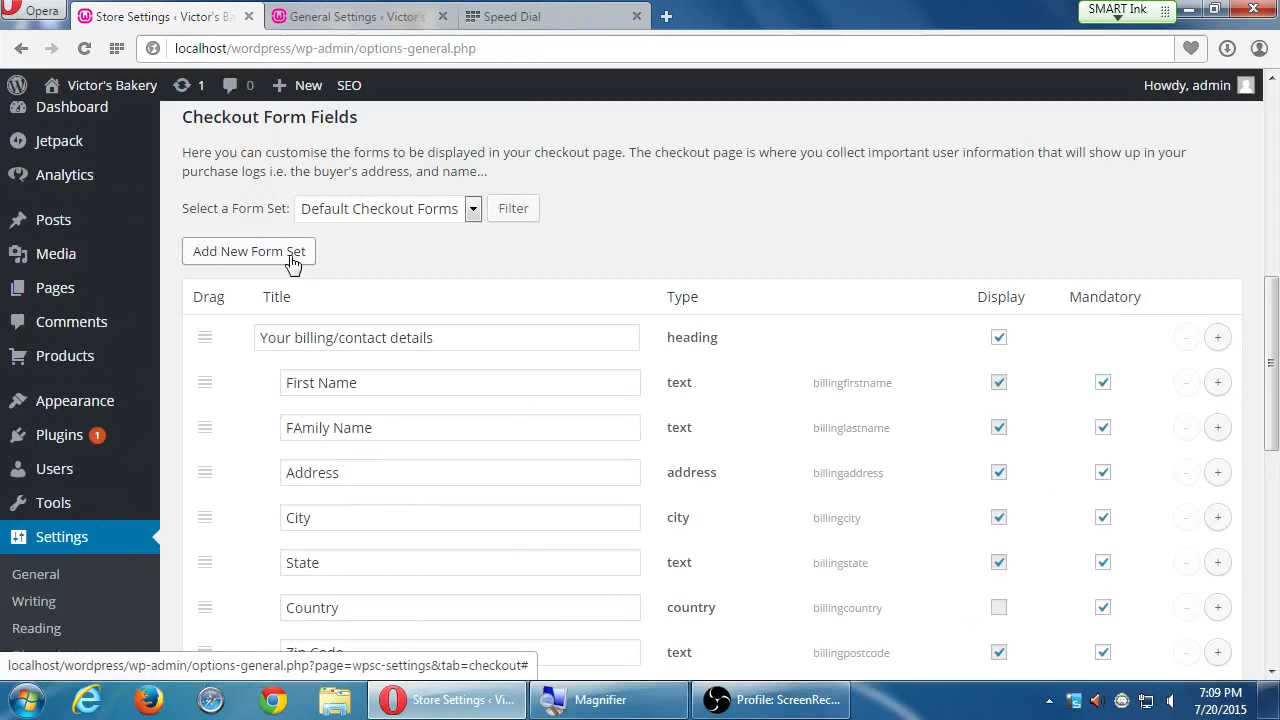 Opera
Store Settings ‹ Victor's Ba
General Settings ‹ Victor's
Speed Dial
SMART Ink
localhost/wordpress/wp-admin/options-general.php
Victor's Bakery
1
0
New
SEO
Howdy, admin
Dashboard
Jetpack
Analytics
Posts
Media
Pages
Comments
Products
Appearance
Plugins 1
Users
Tools
Settings
General
Writing
Reading
Checkout Form Fields
Here you can customise the forms to be displayed in your checkout page. The checkout page is where you collect important user information that will show up in your
purchase logs i.e. the buyer's address, and name...
Select a Form Set: Default Checkout Forms Filter
Add New Form Set
Drag Title Type Display Mandatory
Your billing/contact details heading
First Name text billingfirstname
FAmily Name text billinglastname
Address address billingaddress
City city billingcity
State text billingstate
Country country billingcountry
text billingpostcode
localhost/wordpress/wp-admin/options-general.php?page=wpsc-settings&tab=checkout#
Store Settings ‹ Vi...
Magnifier
Profile: ScreenRec...
7:09 PM
7/20/2015